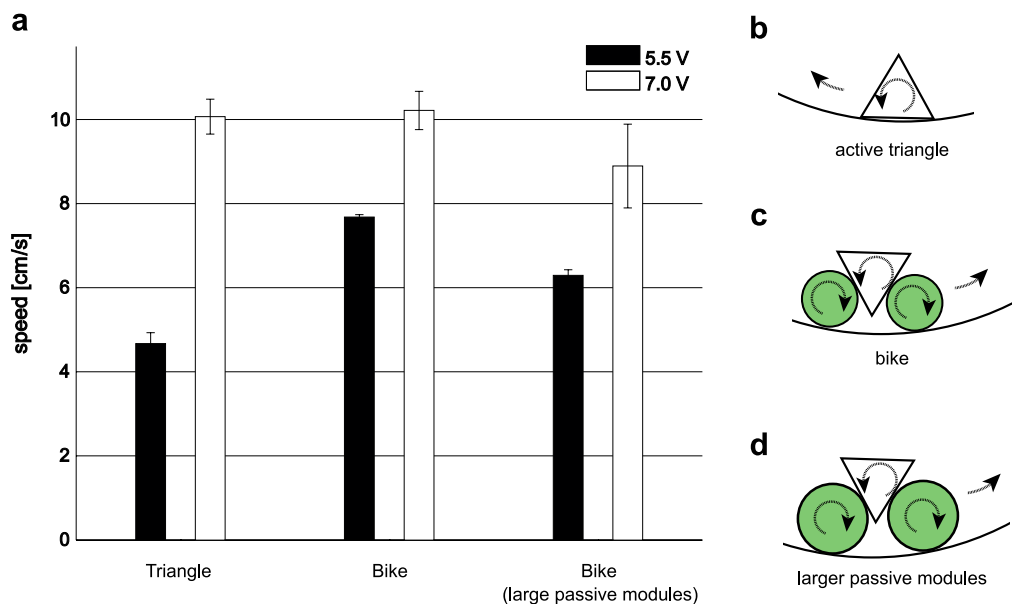 a
5.5 V
7.0 V
10
8
6
4
2
0
speed [cm/s]
Triangle
Bike
Bike
(large passive modules)
b
active triangle
c
bike
d
larger passive modules